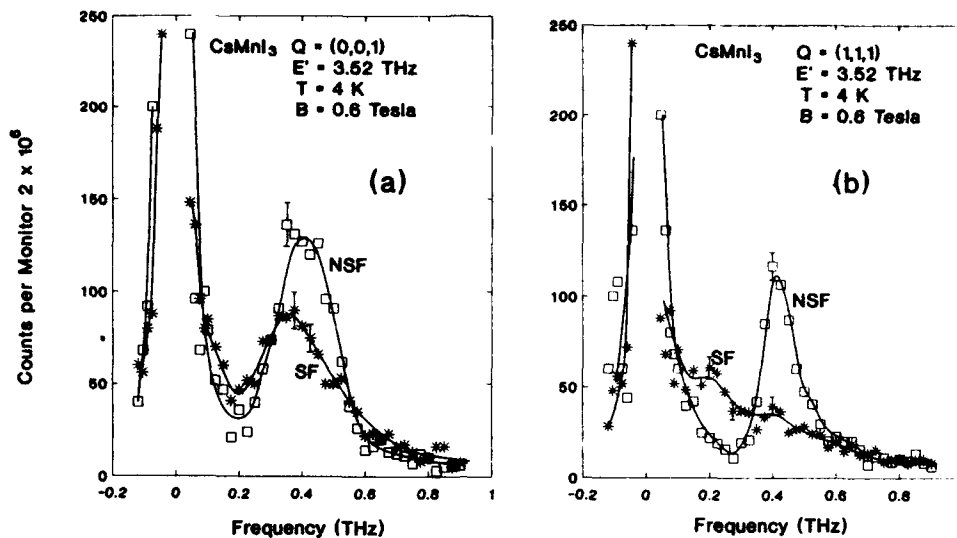 250
200
150
100
50
0
-0.2
0
0.2
0.4
0.6
0.8
1
Counts per Monitor 2 x 10^6
Frequency (THz)
CsMnI3 Q = (0,0,1)
E' = 3.52 THz
T = 4 K
B = 0.6 Tesla
(a)
NSF
SF
250
200
150
100
50
0
-0.2
0
0.2
0.4
0.6
0.8
Frequency (THz)
CsMnI3 Q = (1,1,1)
E' = 3.52 THz
T = 4 K
B = 0.6 Tesla
(b)
NSF
SF